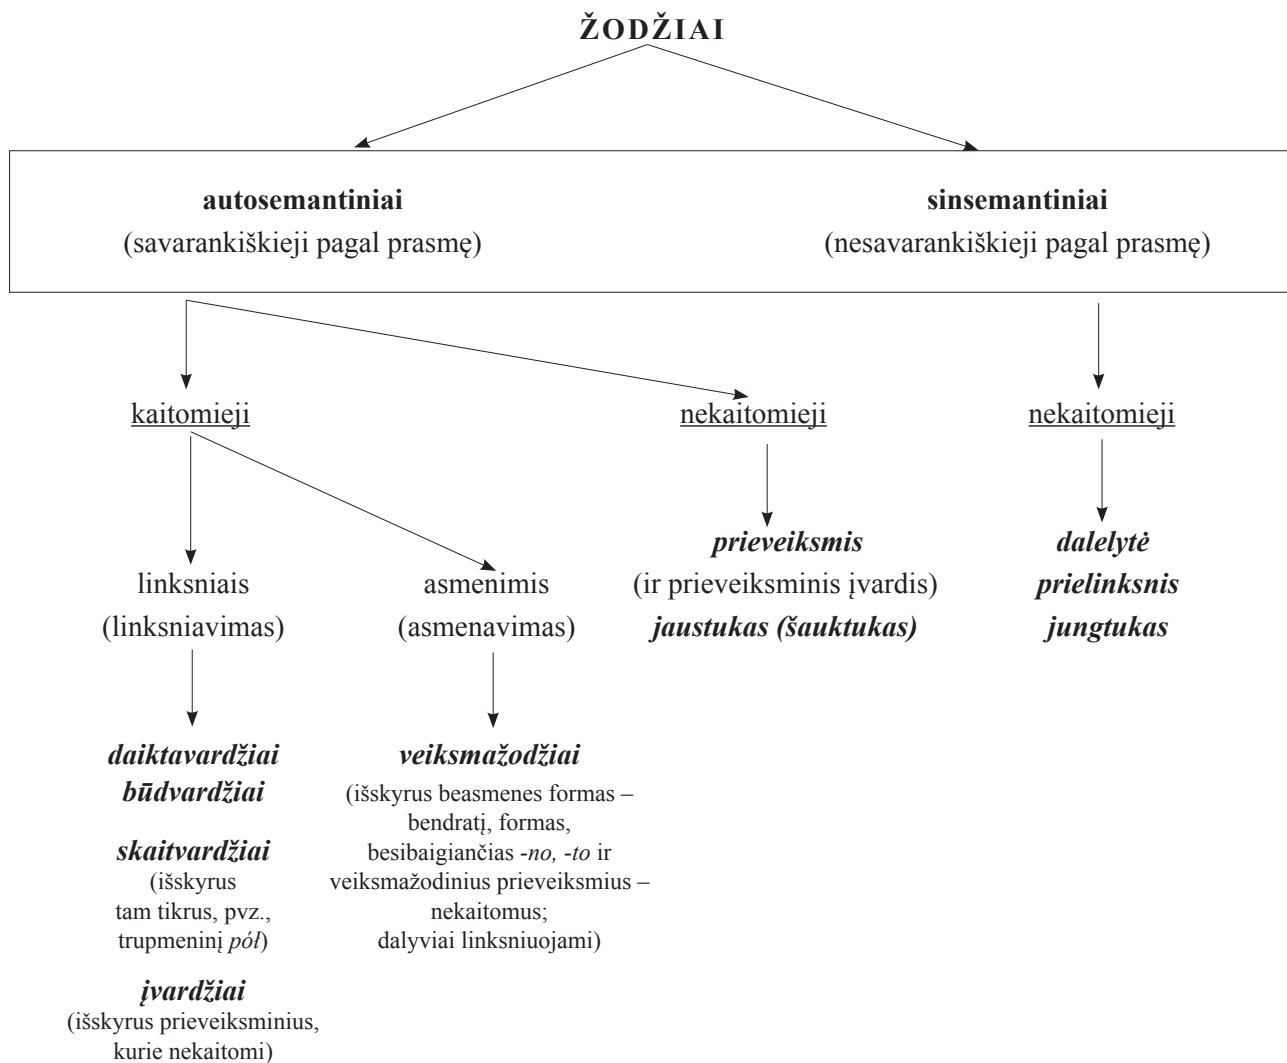 ŽODŽIAI
autosemantiniai
(savarankiškieji pagal prasmę)
sinsemantiniai
(nesavarankiškieji pagal prasmę)
kaitomieji
nekaitomieji
nekaitomieji
linksniais
(linksniavimas)
asmenimis
(asmenavimas)
prieveiksmis
(ir prieveiksminis įvardis)
jaustukas (šauktukas)
dalelytė
prielinksnis
jungtukas
daiktavardžiai
būdvardžiai
skaitvardžiai
(išskyrus
tam tikrus, pvz.,
trupmeninį pół)
įvardžiai
(išskyrus prieveiksminius,
kurie nekaitomi)
veiksmažodžiai
(išskyrus beasmenes formas –
bendratį, formas,
besibaigiančias -no, -to ir
veiksmažodinius prieveiksmius –
nekaitomus;
dalyviai linksniuojami)